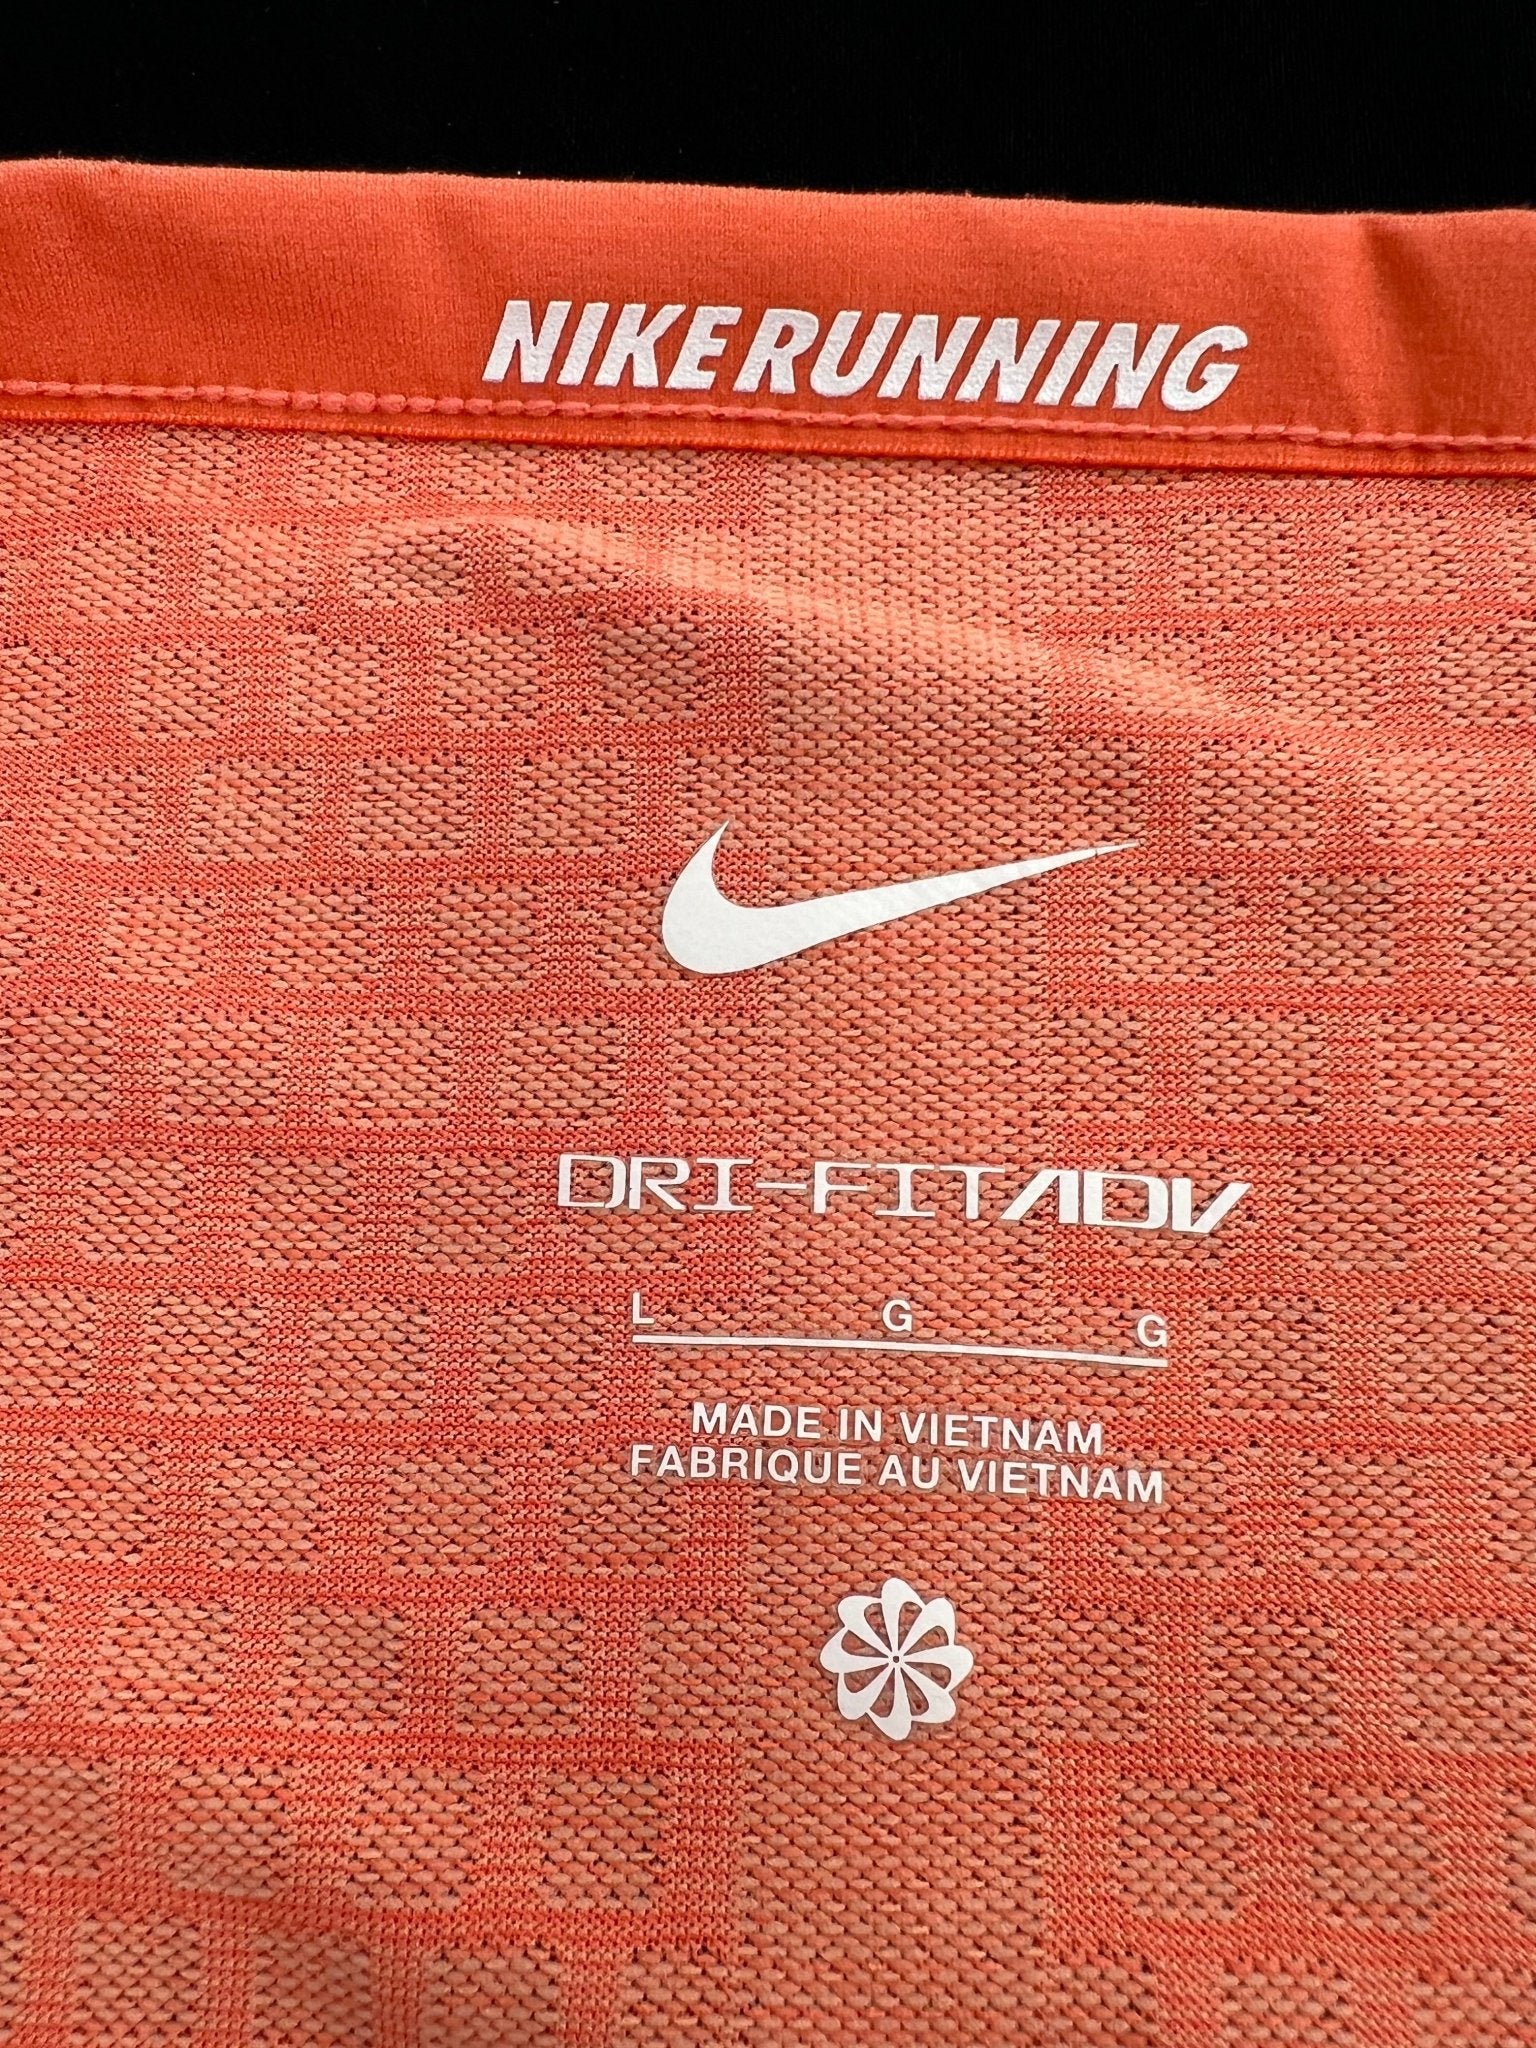 NIKE RUNNING
DRI-FIT ADV
L G G
MADE IN VIETNAM
FABRIQUE AU VIETNAM